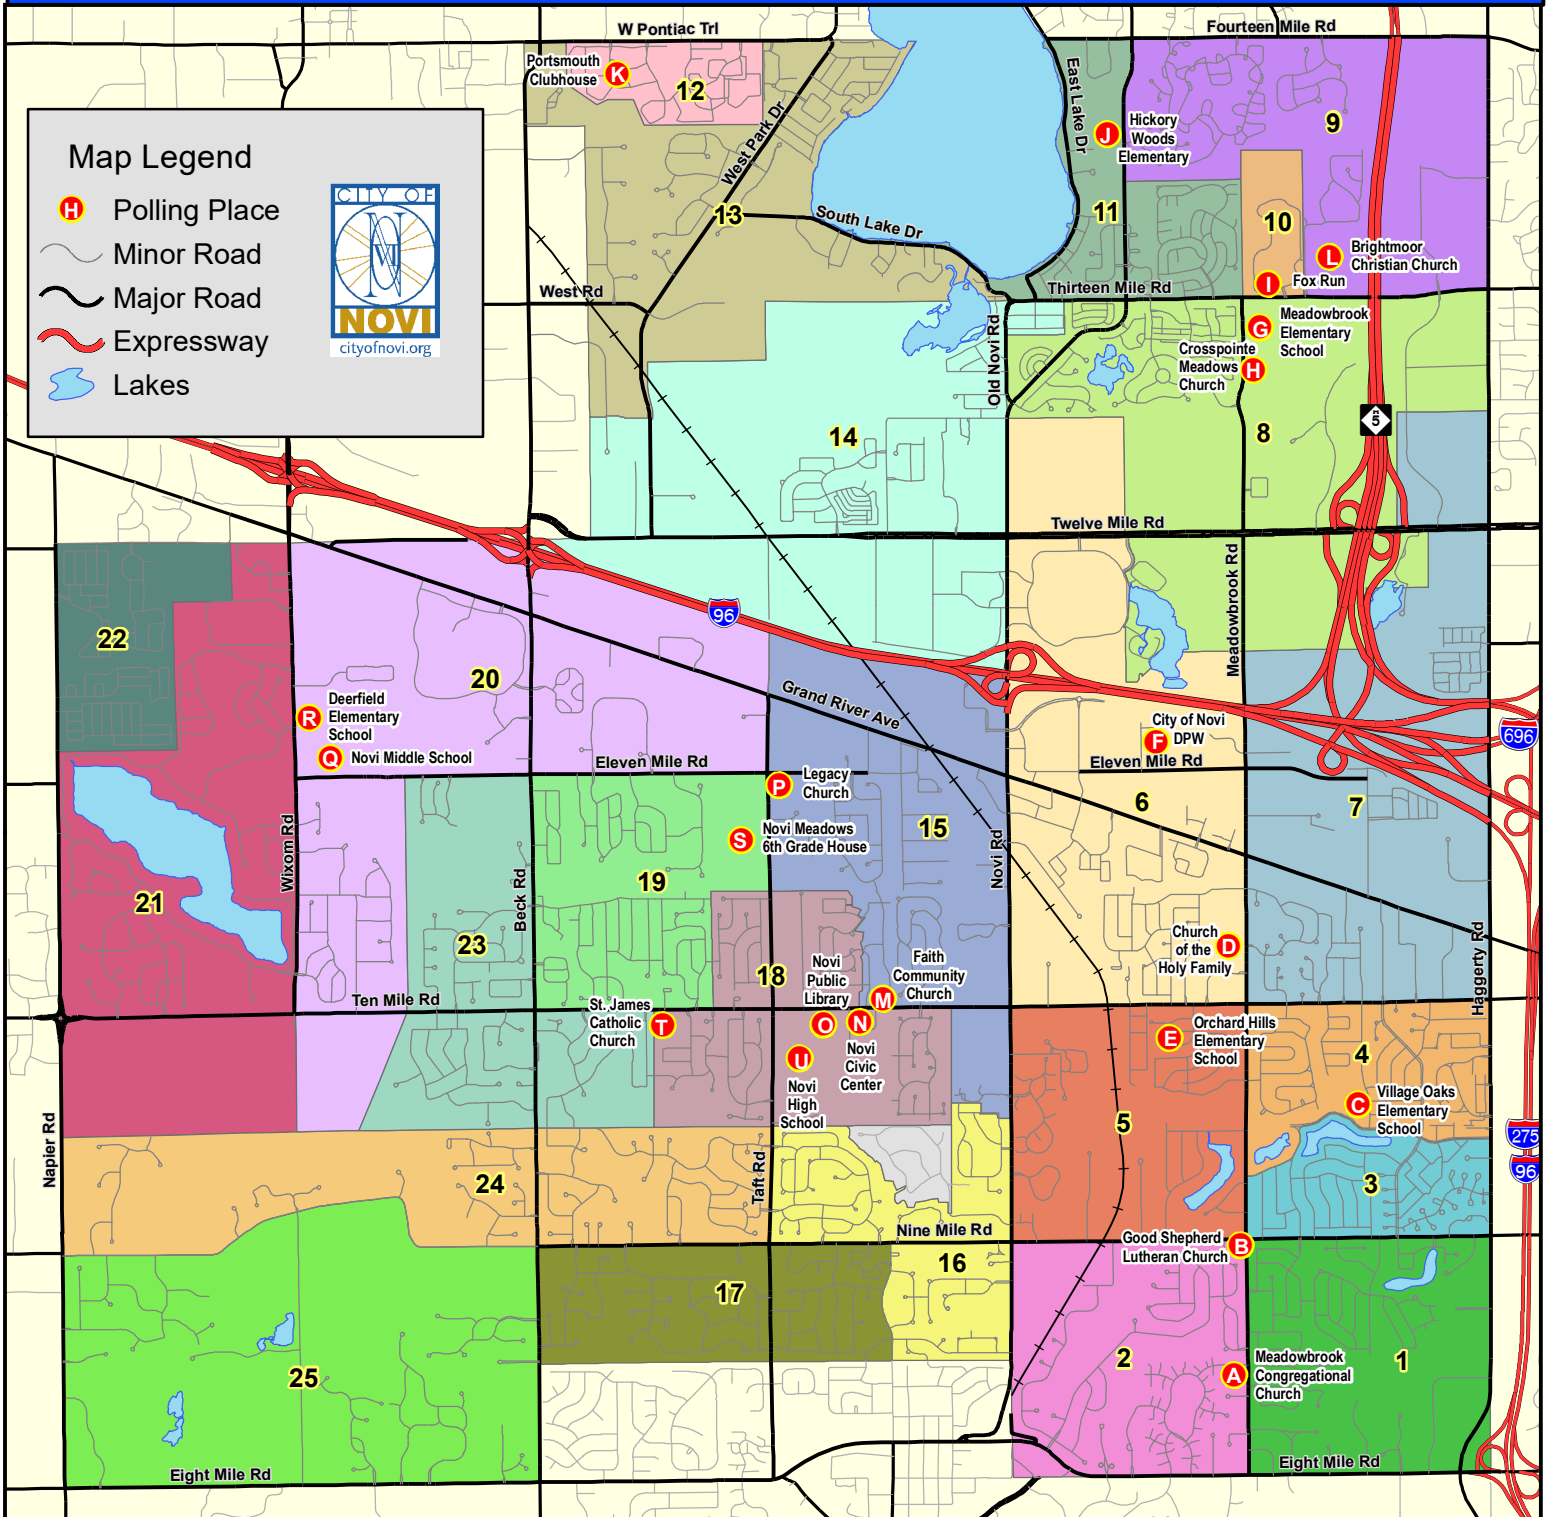 W Pontiac Trl
Fourteen Mile Rd
Portsmouth
Clubhouse
K
12
East Lake Dr
J
Hickory
Woods
Elementary
9
Map Legend
H
Polling Place
Minor Road
Major Road
Expressway
Lakes
CITY OF
NOVI
cityofnovi.org
West Park Dr
13
South Lake Dr
11
10
L
Brightmoor
Christian Church
I
Fox Run
West Rd
Thirteen Mile Rd
Old Novi Rd
G
Meadowbrook
Elementary
School
Crosspointe
Meadows
Church
H
8
M
5
14
Twelve Mile Rd
Meadowbrook Rd
96
22
20
R
Deerfield
Elementary
School
Q
Novi Middle School
Grand River Ave
City of Novi
DPW
F
696
Eleven Mile Rd
Eleven Mile Rd
P
Legacy
Church
6
7
S
Novi Meadows
6th Grade House
15
Wixom Rd
Novi Rd
19
21
Beck Rd
23
Church
of the
Holy Family
D
Haggerty Rd
18
Novi
Public
Library
Faith
Community
Church
M
Ten Mile Rd
St. James
Catholic
Church
T
O
N
U
Novi
Civic
Center
Novi
High
School
E
Orchard Hills
Elementary
School
4
C
Village Oaks
Elementary
School
5
275
96
Napier Rd
24
Taft Rd
3
Nine Mile Rd
Good Shepherd
Lutheran Church
B
16
17
25
2
A
Meadowbrook
Congregational
Church
1
Eight Mile Rd
Eight Mile Rd